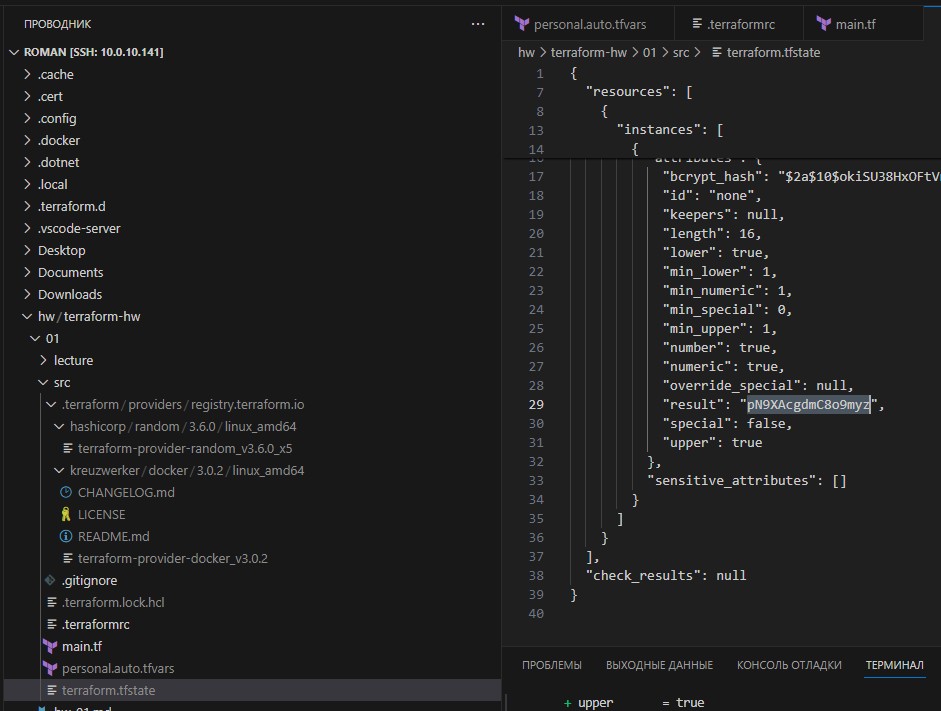 ПРОВОДНИК
ROMAN [SSH: 10.0.10.141]
.cache
.cert
.config
.docker
.dotnet
.local
.terraform.d
.vscode-server
Desktop
Documents
Downloads
hw / terraform-hw
01
lecture
src
.terraform / providers / registry.terraform.io
hashicorp / random / 3.6.0 / linux_amd64
terraform-provider-random_v3.6.0_x5
kreuzwerker / docker / 3.0.2 / linux_amd64
CHANGELOG.md
LICENSE
README.md
terraform-provider-docker_v3.0.2
.gitignore
.terraform.lock.hcl
.terraformrc
main.tf
personal.auto.tfvars
terraform.tfstate
hw-01.md
personal.auto.tfvars
.terraformrc
main.tf
hw > terraform-hw > 01 > src > terraform.tfstate
1 {
7 "resources": [
8 {
13 "instances": [
14 {
16 "attributes": {
17 "bcrypt_hash": "$2a$10$okiSU38HxOFtV
18 "id": "none",
19 "keepers": null,
20 "length": 16,
21 "lower": true,
22 "min_lower": 1,
23 "min_numeric": 1,
24 "min_special": 0,
25 "min_upper": 1,
26 "number": true,
27 "numeric": true,
28 "override_special": null,
29 "result": "pN9XAcgdmC8o9myz",
30 "special": false,
31 "upper": true
32 },
33 "sensitive_attributes": []
34 }
35 ]
36 }
37 ],
38 "check_results": null
39 }
40
ПРОБЛЕМЫ ВЫХОДНЫЕ ДАННЫЕ КОНСОЛЬ ОТЛАДКИ ТЕРМИНАЛ
+ upper = true